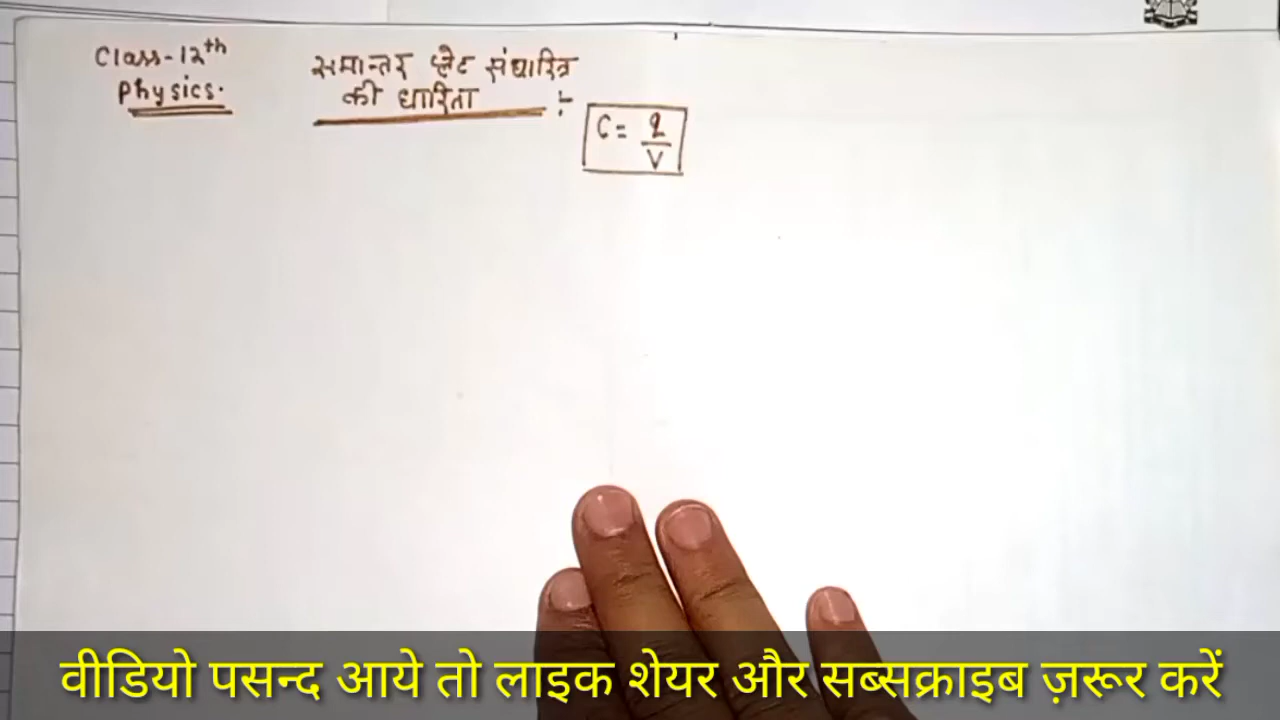 Class-12th
Physics.
समान्तर प्लेट संधारित्र
की धारिता :-
C = q/V
वीडियो पसन्द आये तो लाइक शेयर और सब्सक्राइब ज़रूर करें